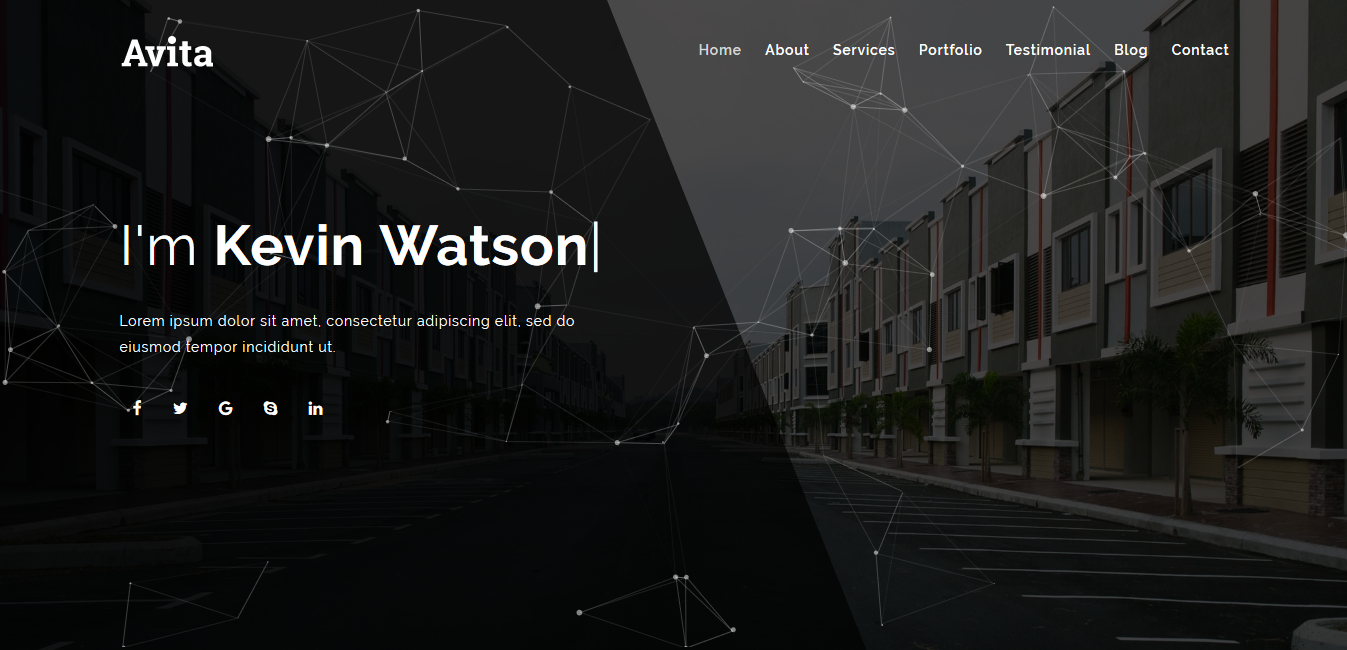 Avita
Home About Services Portfolio Testimonial Blog Contact
I'm Kevin Watson
Lorem ipsum dolor sit amet, consectetur adipiscing elit, sed do
eiusmod tempor incididunt ut.